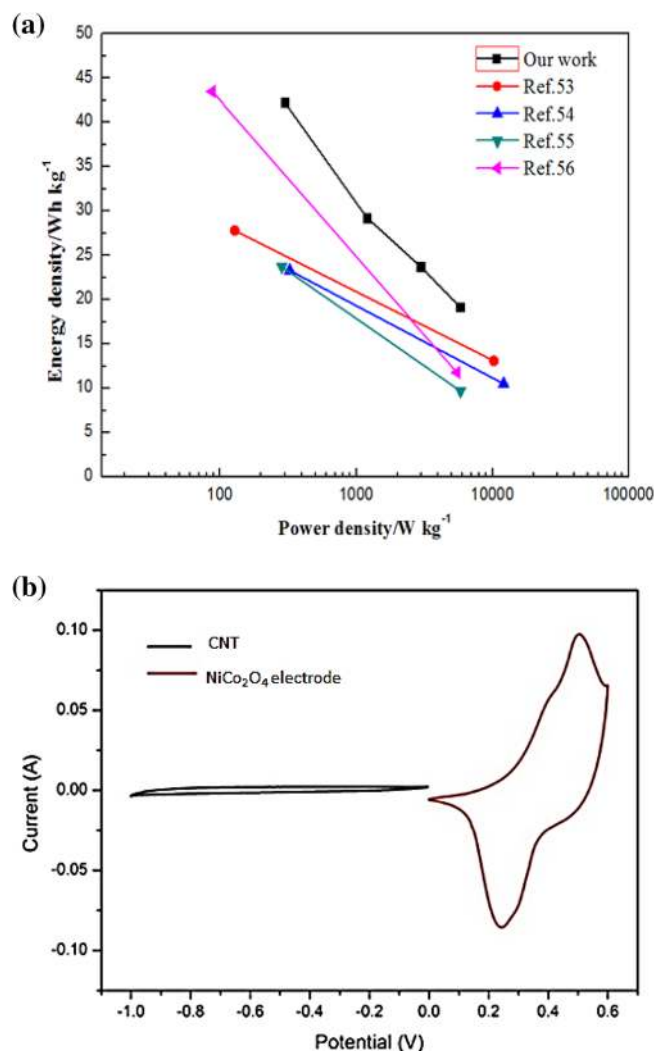 (a)
50
45
40
35
30
25
20
15
10
5
0
Energy density/Wh kg⁻¹
Our work
Ref.53
Ref.54
Ref.55
Ref.56
100
1000
10000
100000
Power density/W kg⁻¹
(b)
0.10
0.05
0.00
-0.05
-0.10
Current (A)
CNT
NiCo₂O₄ electrode
-1.0
-0.8
-0.6
-0.4
-0.2
0.0
0.2
0.4
0.6
Potential (V)